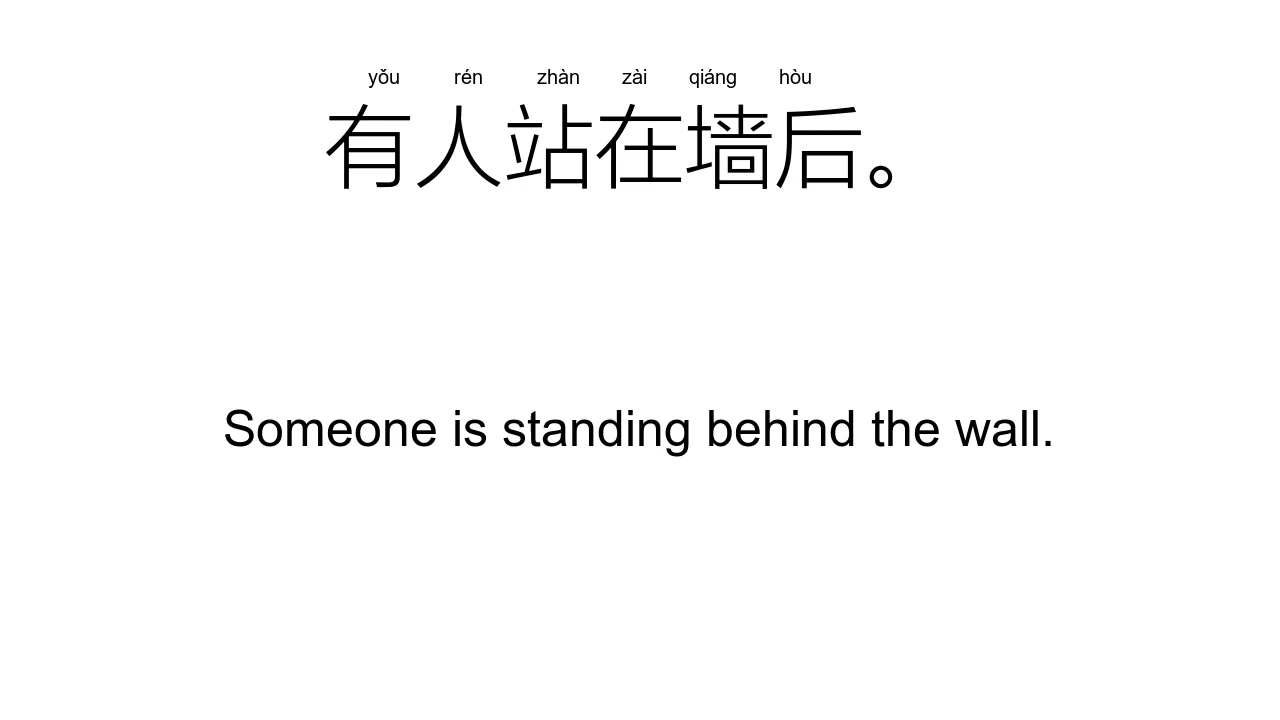 yǒu rén zhàn zài qiáng hòu
有人站在墙后。
Someone is standing behind the wall.